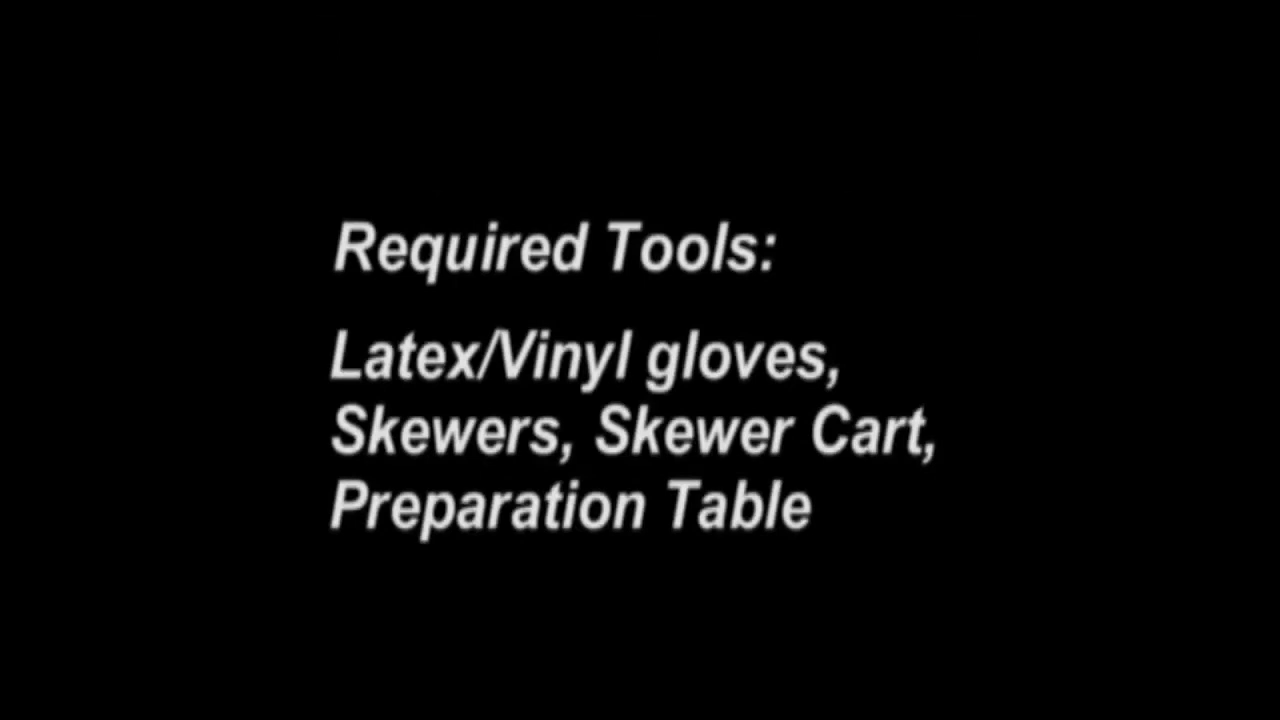 Required Tools:
Latex/Vinyl gloves,
Skewers, Skewer Cart,
Preparation Table